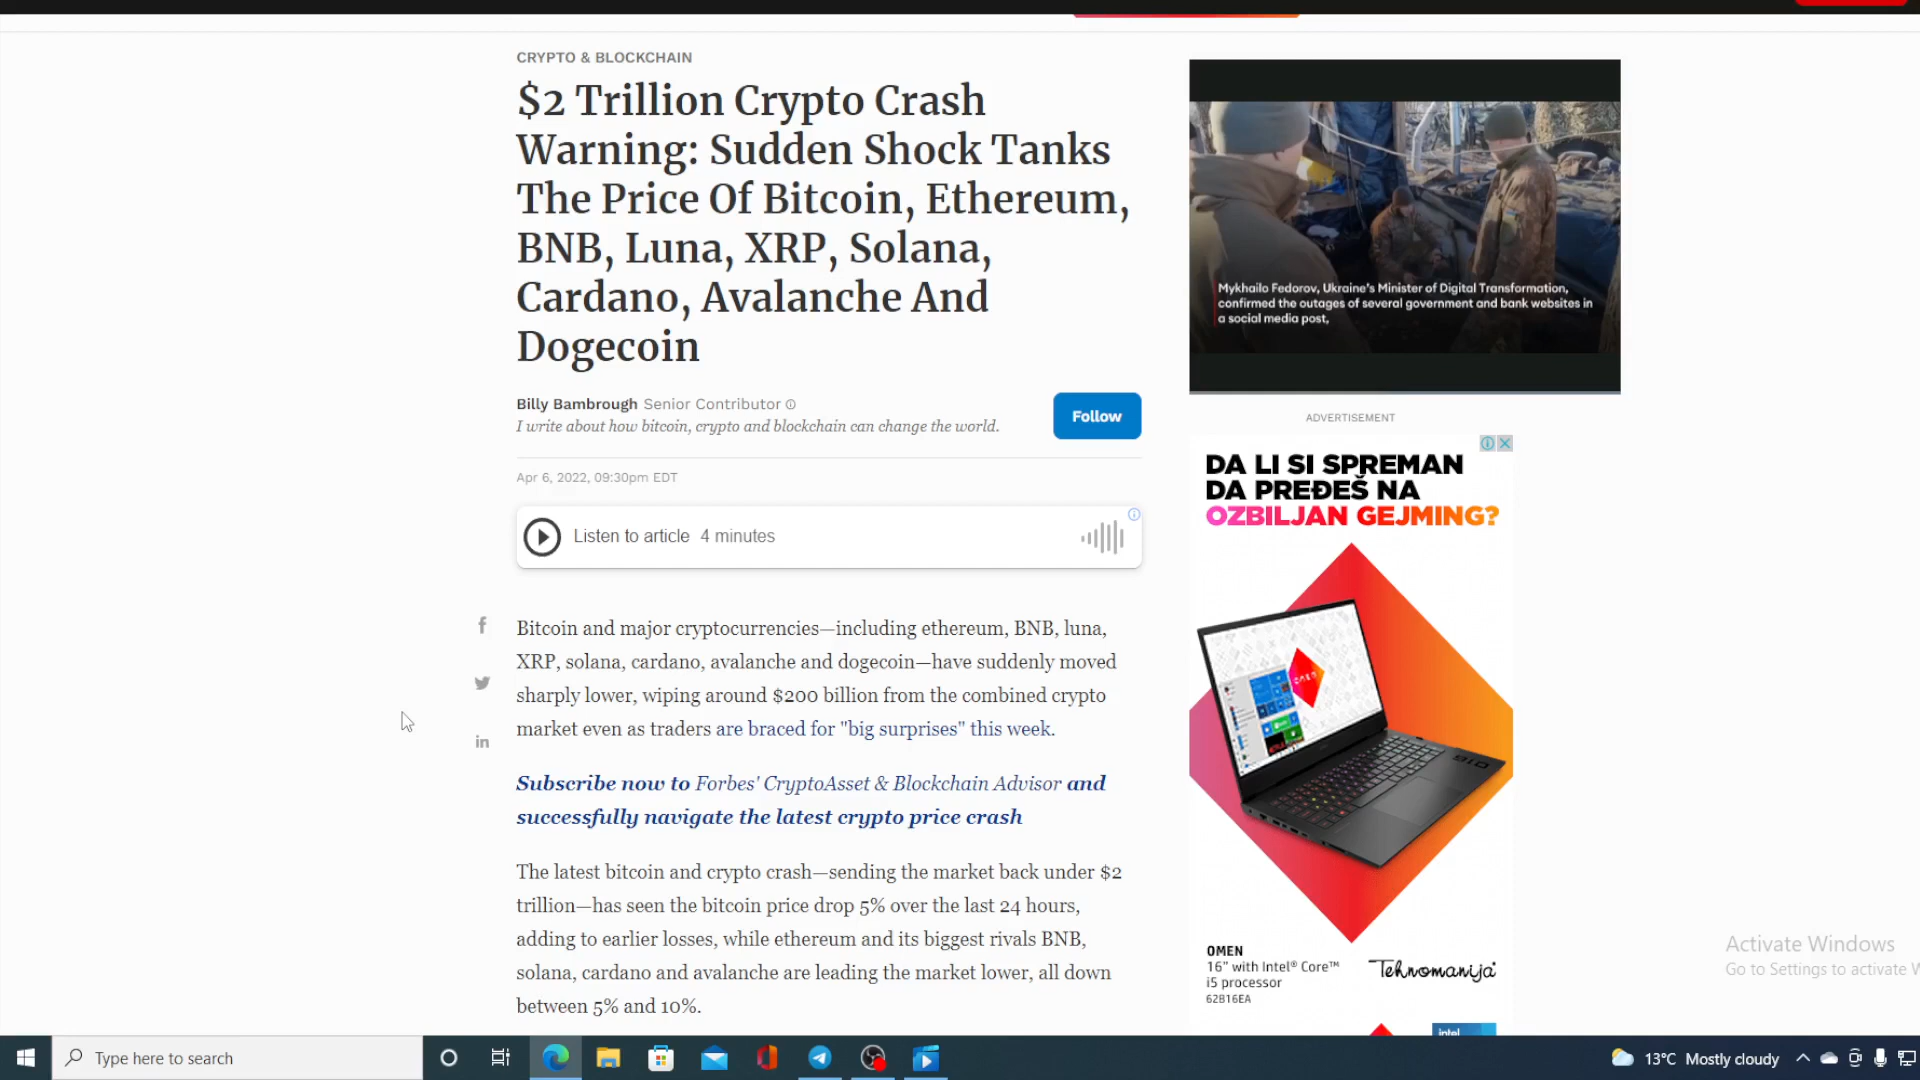 CRYPTO & BLOCKCHAIN
$2 Trillion Crypto Crash
Warning: Sudden Shock Tanks
The Price Of Bitcoin, Ethereum,
BNB, Luna, XRP, Solana,
Cardano, Avalanche And
Dogecoin
Billy Bambrough Senior Contributor
I write about how bitcoin, crypto and blockchain can change the world.
Follow
Apr 6, 2022, 09:30pm EDT
Listen to article 4 minutes
Bitcoin and major cryptocurrencies—including ethereum, BNB, luna,
XRP, solana, cardano, avalanche and dogecoin—have suddenly moved
sharply lower, wiping around $200 billion from the combined crypto
market even as traders are braced for "big surprises" this week.
Subscribe now to Forbes' CryptoAsset & Blockchain Advisor and
successfully navigate the latest crypto price crash
The latest bitcoin and crypto crash—sending the market back under $2
trillion—has seen the bitcoin price drop 5% over the last 24 hours,
adding to earlier losses, while ethereum and its biggest rivals BNB,
solana, cardano and avalanche are leading the market lower, all down
between 5% and 10%.
Mykhailo Fedorov, Ukraine's Minister of Digital Transformation,
confirmed the outages of several government and bank websites in
a social media post,
ADVERTISEMENT
DA LI SI SPREMAN
DA PREĐEŠ NA
OZBILJAN GEJMING?
OMEN
16" with Intel® Core™
i5 processor
62B16EA
Tehnomanija
intel
Activate Windows
Go to Settings to activate W
Type here to search
13°C Mostly cloudy